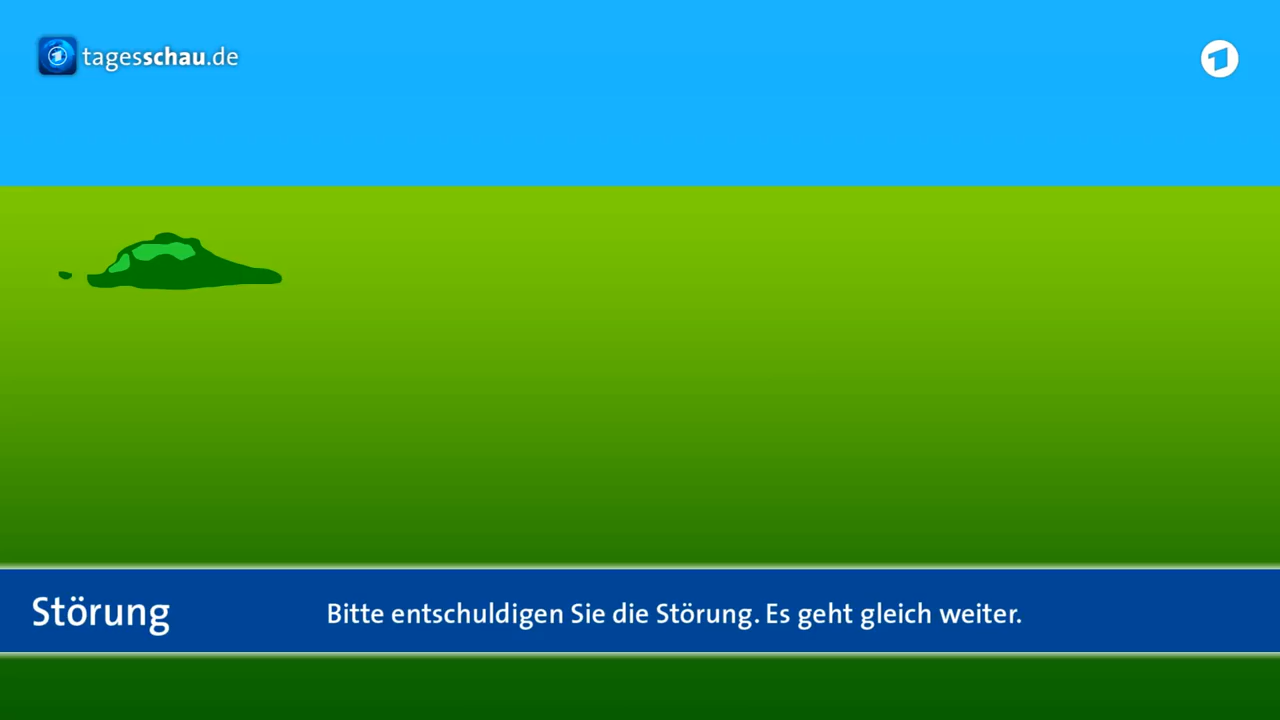 tagesschau.de
Störung
Bitte entschuldigen Sie die Störung. Es geht gleich weiter.